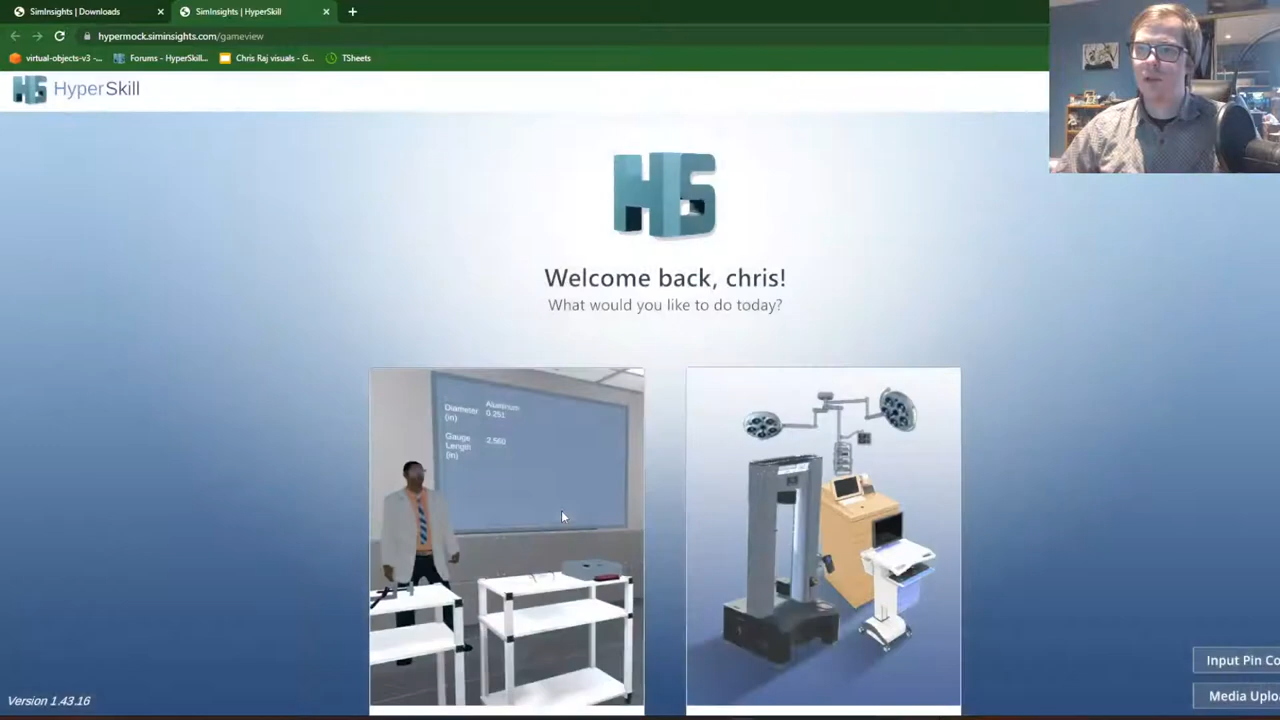 SimInsights | Downloads
SimInsights | HyperSkill
hypermock.siminsights.com/gameview
virtual-objects-v3 -...
Forums - HyperSkill...
Chris Raj visuals - G...
TSheets
HS HyperSkill
HS
Welcome back, chris!
What would you like to do today?
Aluminum
Diameter (in) 0.251
Gauge Length (in) 2.560
Input Pin Co
Media Uplo
Version 1.43.16